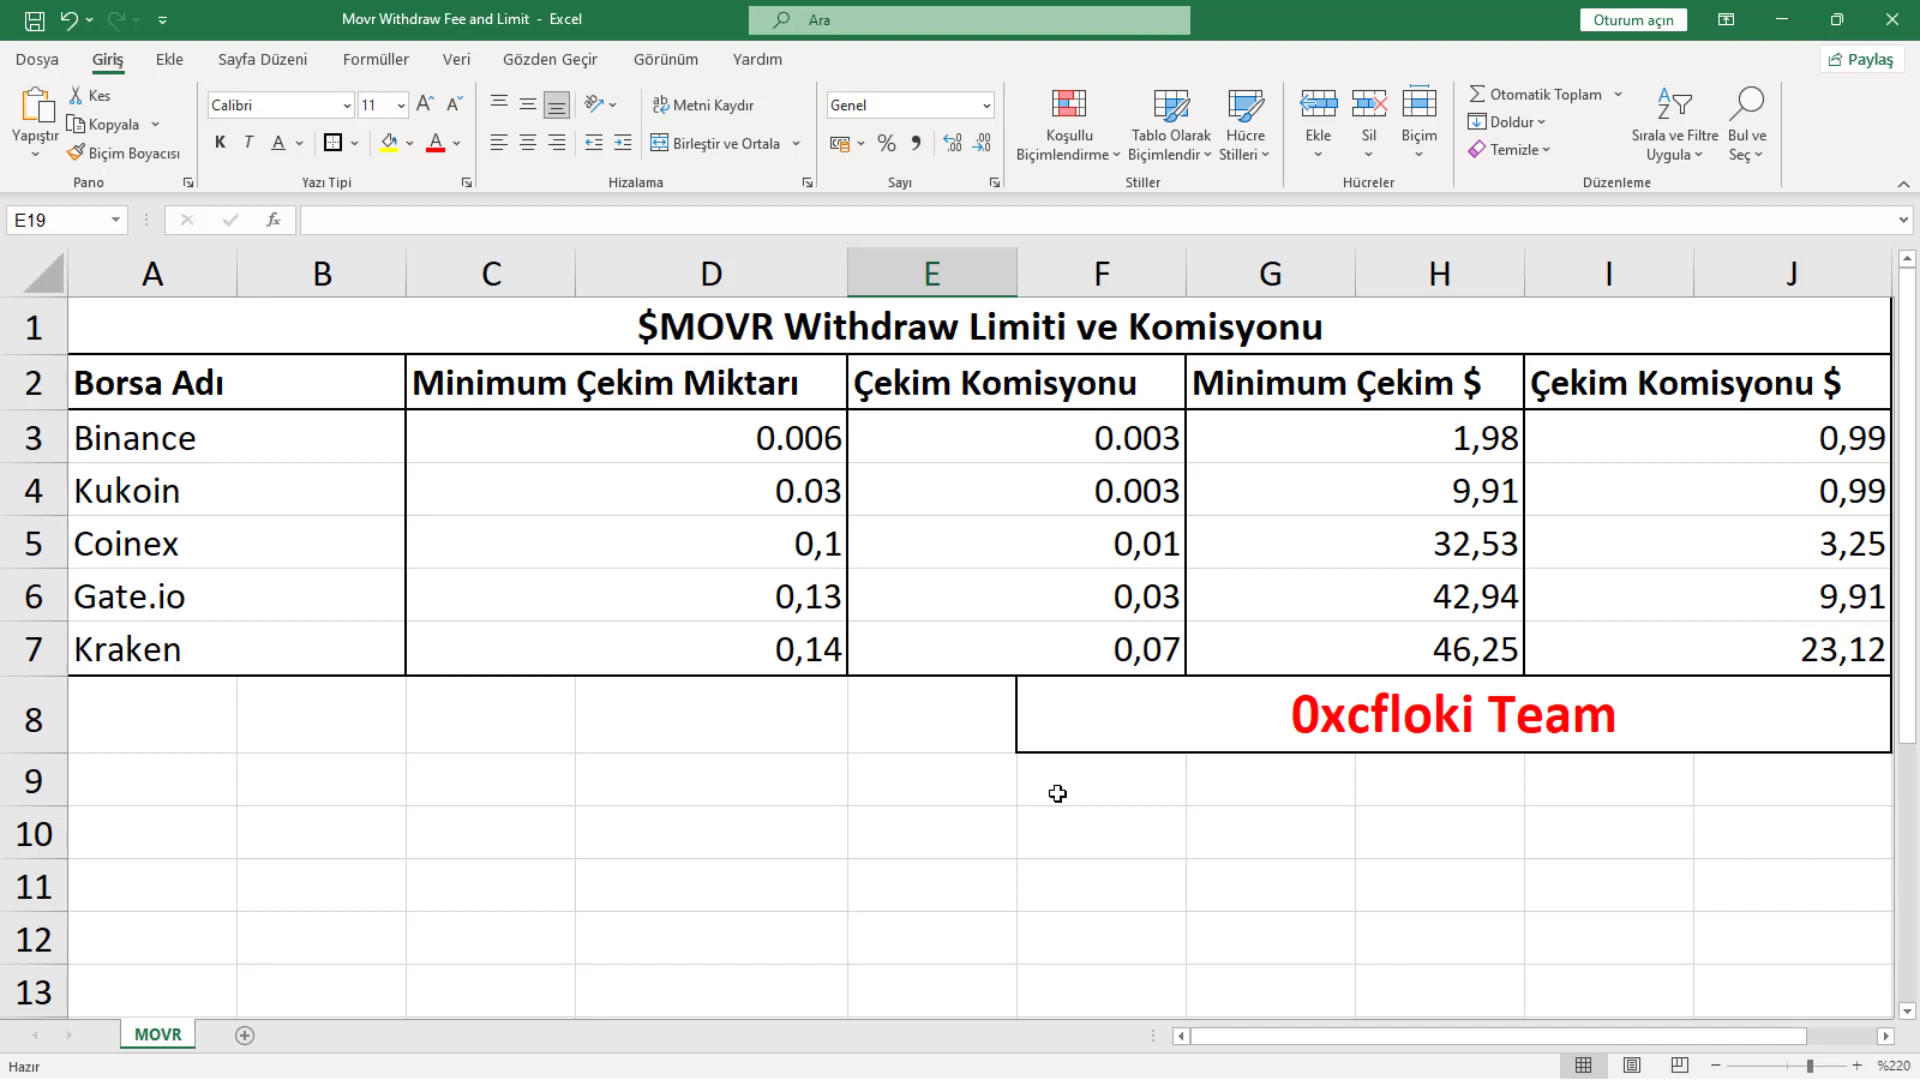 Movr Withdraw Fee and Limit - Excel
Ara
Oturum açın
Dosya Giriş Ekle Sayfa Düzeni Formüller Veri Gözden Geçir Görünüm Yardım
Paylaş
Yapıştır
Kes
Kopyala
Biçim Boyacısı
Pano
Calibri 11
K T A A
Yazı Tipi
Metni Kaydır
Birleştir ve Ortala
Hizalama
Genel
%
Sayı
Koşullu Biçimlendirme
Tablo Olarak Biçimlendir
Hücre Stilleri
Stiller
Ekle Sil Biçim
Hücreler
Otomatik Toplam
Doldur
Temizle
Sırala ve Filtre Uygula
Bul ve Seç
Düzenleme
E19
fx
A B C D E F G H I J
1 $MOVR Withdraw Limiti ve Komisyonu
2 Borsa Adı Minimum Çekim Miktarı Çekim Komisyonu Minimum Çekim $ Çekim Komisyonu $
3 Binance 0.006 0.003 1,98 0,99
4 Kukoin 0.03 0.003 9,91 0,99
5 Coinex 0,1 0,01 32,53 3,25
6 Gate.io 0,13 0,03 42,94 9,91
7 Kraken 0,14 0,07 46,25 23,12
8 0xcfloki Team
9
10
11
12
13
MOVR
Hazır
%220